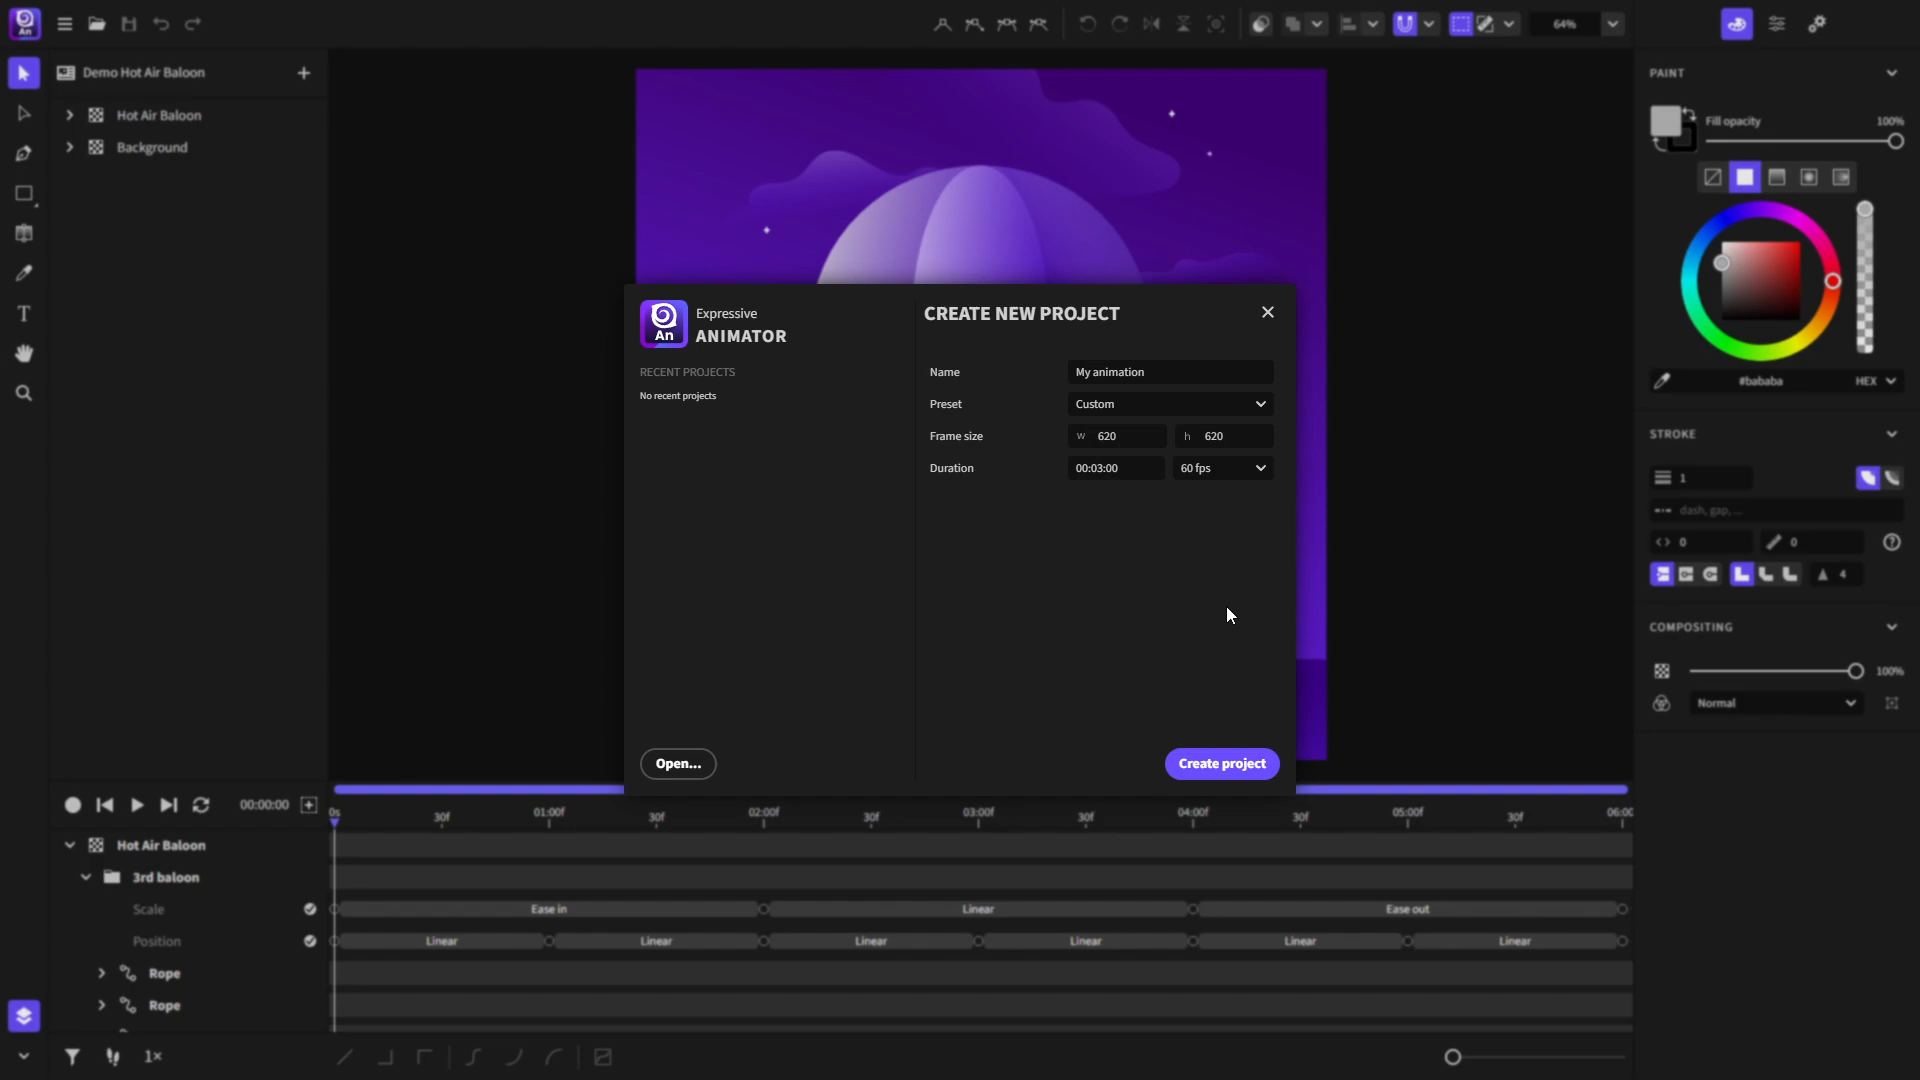 An
64%
Demo Hot Air Baloon
Hot Air Baloon
Background
PAINT
Fill opacity
100%
T
#bababa
HEX
STROKE
1
dash, gap, ...
0
0
4
COMPOSITING
100%
Normal
An
Expressive
ANIMATOR
RECENT PROJECTS
No recent projects
Open...
CREATE NEW PROJECT
Name
My animation
Preset
Custom
Frame size
W 620
h 620
Duration
00:03:00
60 fps
Create project
00:00:00
0s
30f
01:00f
30f
02:00f
30f
03:00f
30f
04:00f
30f
05:00f
30f
06:00
Hot Air Baloon
3rd baloon
Scale
Ease in
Linear
Ease out
Position
Linear
Linear
Linear
Linear
Linear
Linear
Rope
Rope
1×